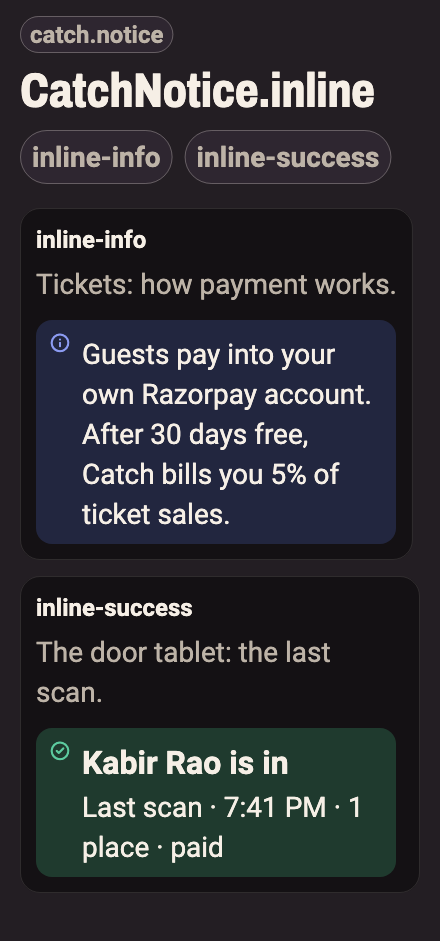 catch.notice
CatchNotice.inline
inline-info
inline-success
inline-info
Tickets: how payment works.
Guests pay into your
own Razorpay account.
After 30 days free,
Catch bills you 5% of
ticket sales.
inline-success
The door tablet: the last
scan.
Kabir Rao is in
Last scan · 7:41 PM · 1
place · paid